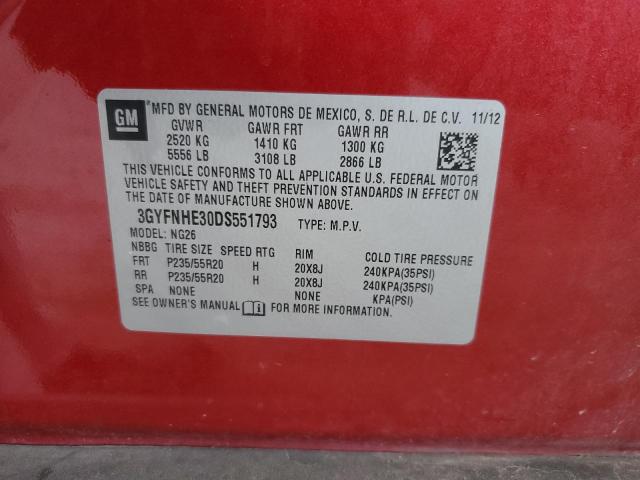 GM MFD BY GENERAL MOTORS DE MEXICO, S. DE R.L. DE C.V. 11/12
GVWR GAWR FRT GAWR RR
2520 KG 1410 KG 1300 KG
5556 LB 3108 LB 2866 LB
THIS VEHICLE CONFORMS TO ALL APPLICABLE U.S. FEDERAL MOTOR
VEHICLE SAFETY AND THEFT PREVENTION STANDARDS IN EFFECT ON
THE DATE OF MANUFACTURE SHOWN ABOVE.
3GYFNHE30DS551793 TYPE: M.P.V.
MODEL: NG26
NBBG TIRE SIZE SPEED RTG RIM COLD TIRE PRESSURE
FRT P235/55R20 H 20X8J 240KPA(35PSI)
RR P235/55R20 H 20X8J 240KPA(35PSI)
SPA NONE NONE KPA(PSI)
SEE OWNER'S MANUAL FOR MORE INFORMATION.